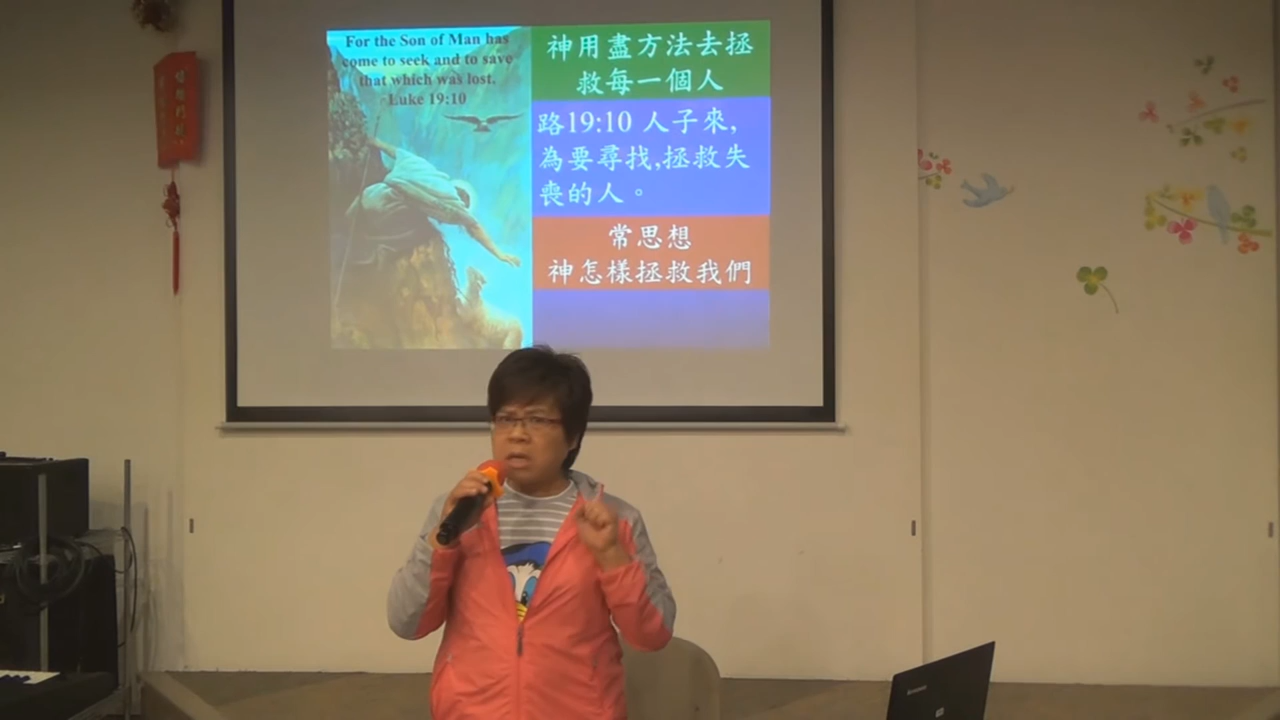 For the Son of Man has
come to seek and to save
that which was lost.
Luke 19:10
神用盡方法去拯
救每一個人
路19:10 人子來,
為要尋找,拯救失
喪的人。
常思想
神怎樣拯救我們